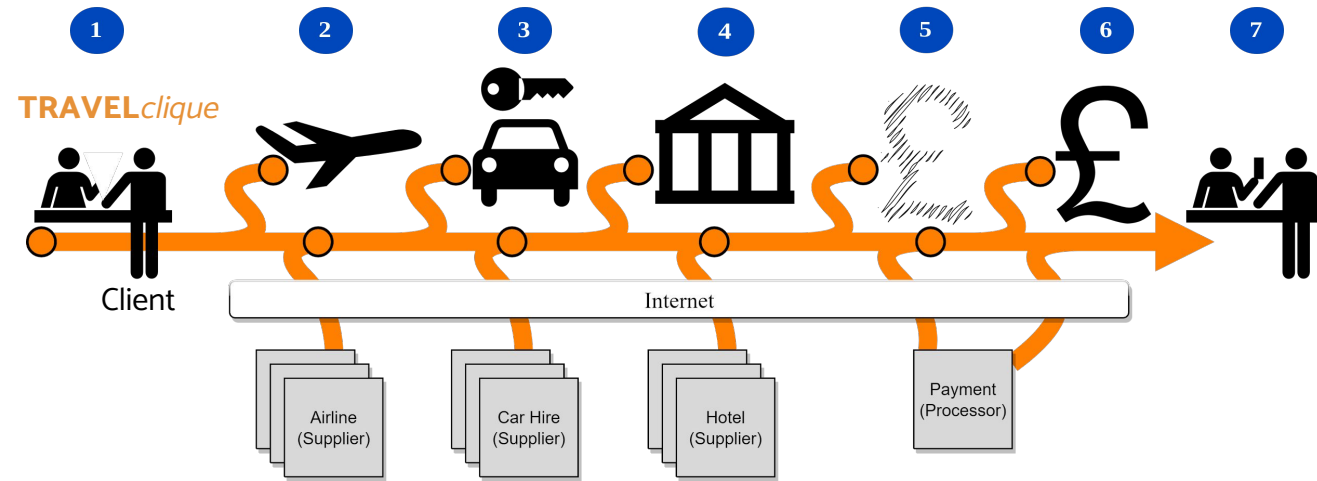 1
2
3
4
5
6
7
TRAVELclique
£
£
Client
Internet
Airline
(Supplier)
Car Hire
(Supplier)
Hotel
(Supplier)
Payment
(Processor)